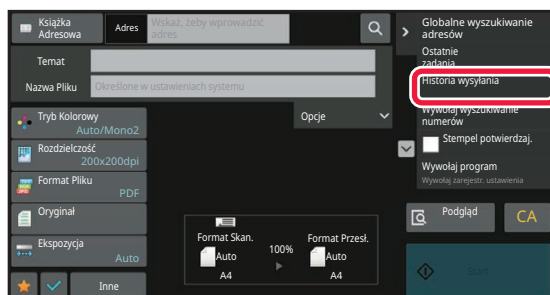 Książka
Adresowa
Adres
Wskaż, żeby wprowadzić
adres
Temat
Nazwa Pliku
Określone w ustawieniach systemu
Tryb Kolorowy
Auto/Mono2
Rozdzielczość
200x200dpi
Format Pliku
PDF
Oryginał
Ekspozycja
Auto
Inne
Opcje
Format Skan.
Auto
A4
100%
Format Przesł.
Auto
A4
Globalne wyszukiwanie
adresów
Ostatnie
zadania
Historia wysyłania
Wywołaj wyszukiwanie
numerów
Stempel potwierdzaj.
Wywołaj program
Wywołaj zarejestr. ustawienia
Podgląd
CA
Start